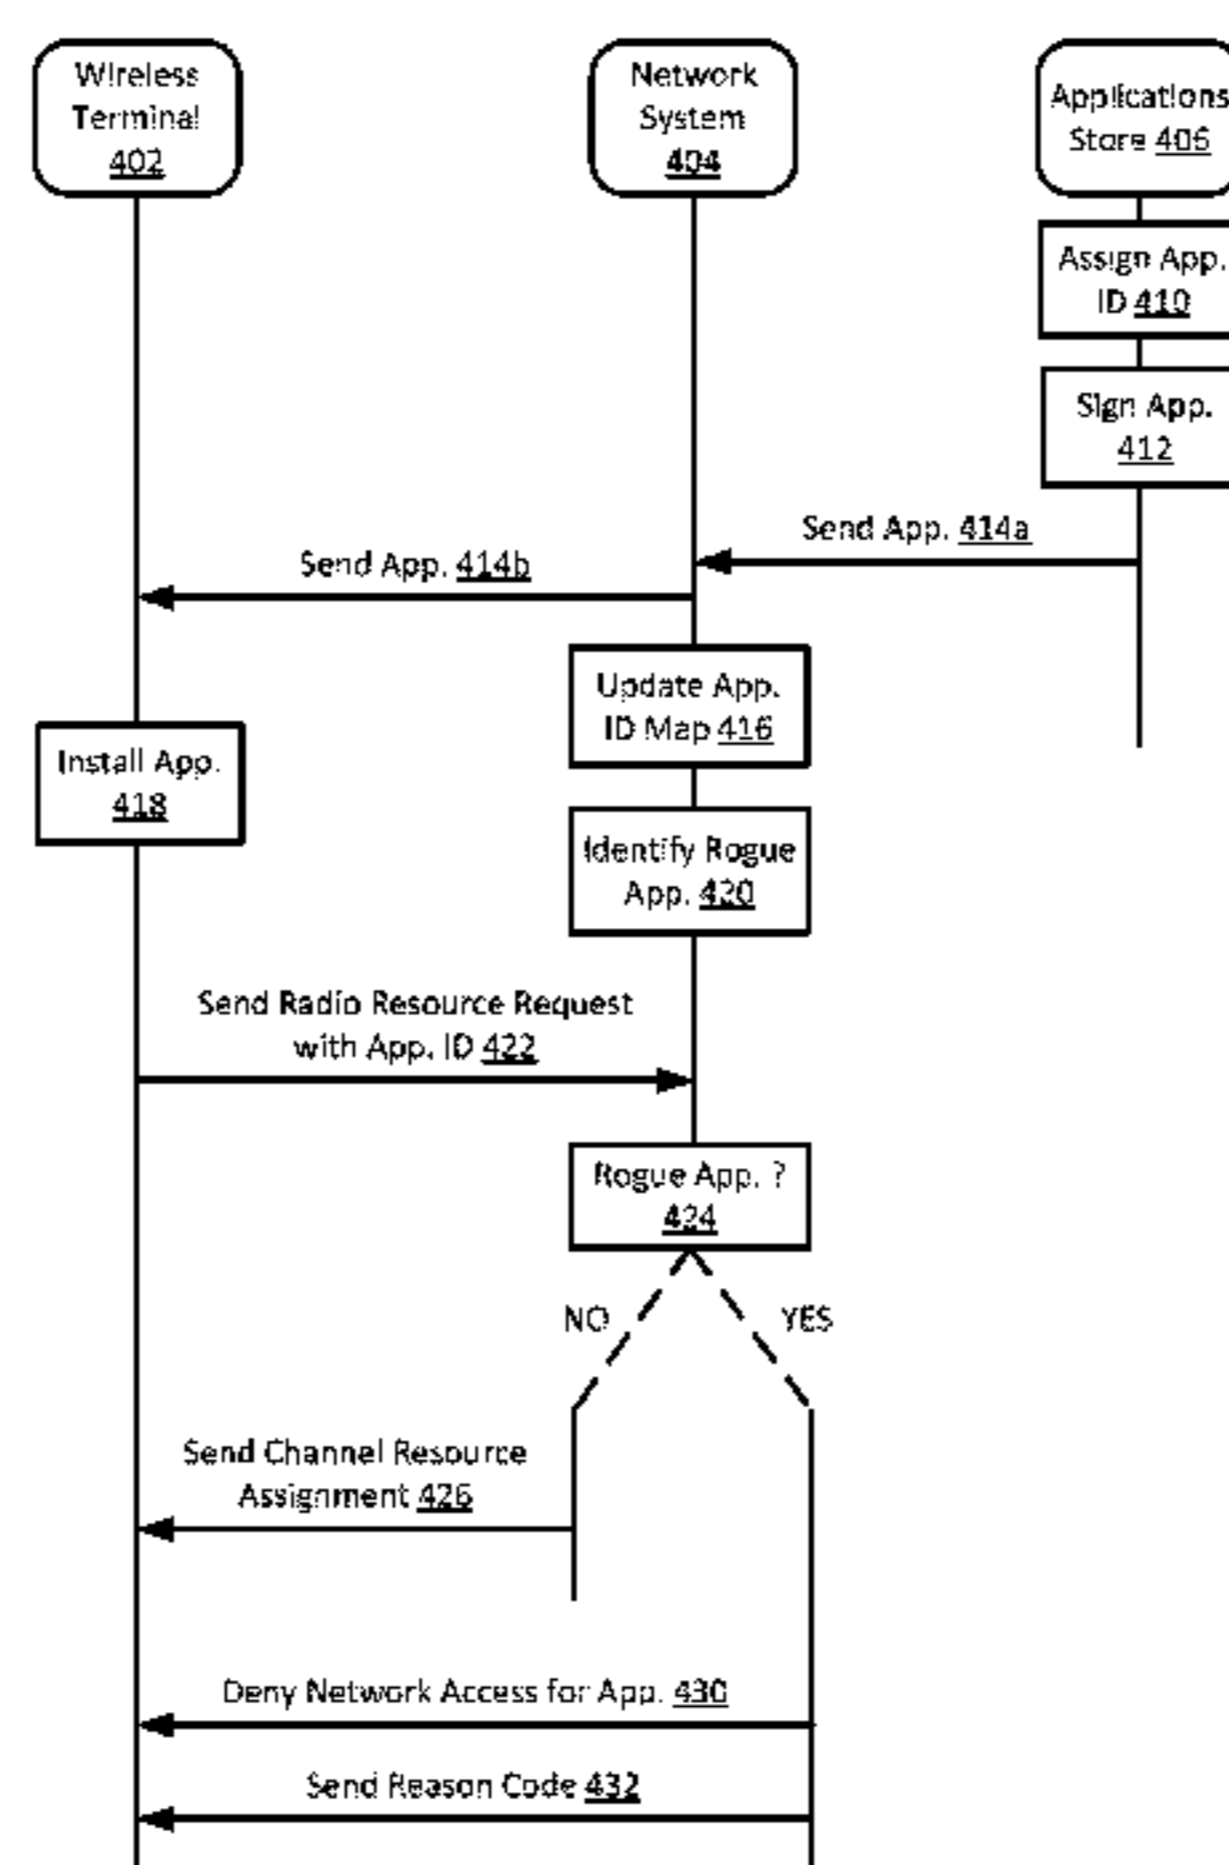 Wireless
Terminal
402
Network
System
404
Applications
Store 406
Assign App.
ID 410
Sign App.
412
Send App. 414a
Send App. 414b
Update App.
ID Map 416
Install App.
418
Identify Rogue
App. 420
Send Radio Resource Request
with App. ID 422
Rogue App. ?
424
NO
YES
Send Channel Resource
Assignment 426
Deny Network Access for App. 430
Send Reason Code 432